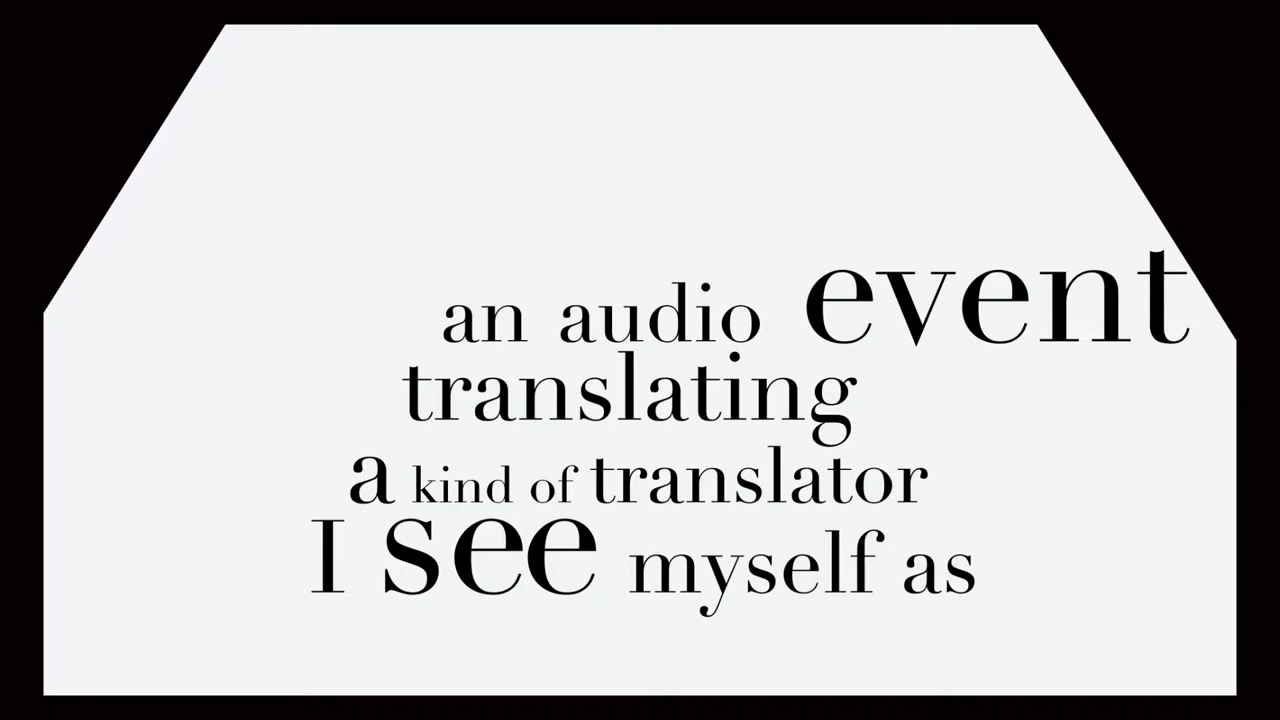 an audio event
translating
a kind of translator
I see myself as